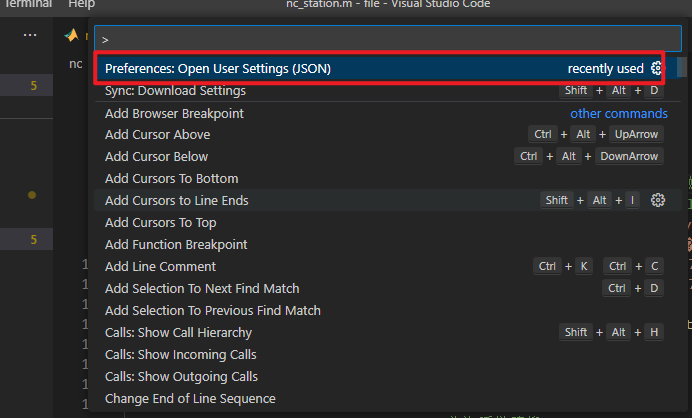 Terminal Help nc_station.m - file - Visual Studio Code
>
nc
5
Preferences: Open User Settings (JSON) recently used
Sync: Download Settings Shift + Alt + D
Add Browser Breakpoint other commands
Add Cursor Above Ctrl + Alt + UpArrow
Add Cursor Below Ctrl + Alt + DownArrow
Add Cursors To Bottom
Add Cursors to Line Ends Shift + Alt + I
Add Cursors To Top
5
Add Function Breakpoint
Add Line Comment Ctrl + K Ctrl + C
Add Selection To Next Find Match Ctrl + D
Add Selection To Previous Find Match
Calls: Show Call Hierarchy Shift + Alt + H
Calls: Show Incoming Calls
Calls: Show Outgoing Calls
Change End of Line Sequence